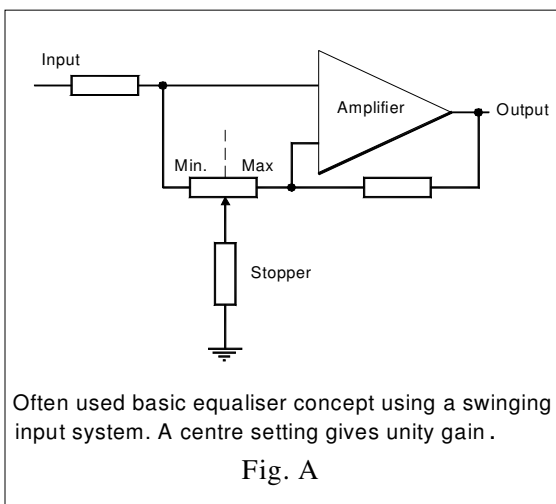 Input
Amplifier
Output
Min. Max
Stopper
Often used basic equaliser concept using a swinging
input system. A centre setting gives unity gain .
Fig. A